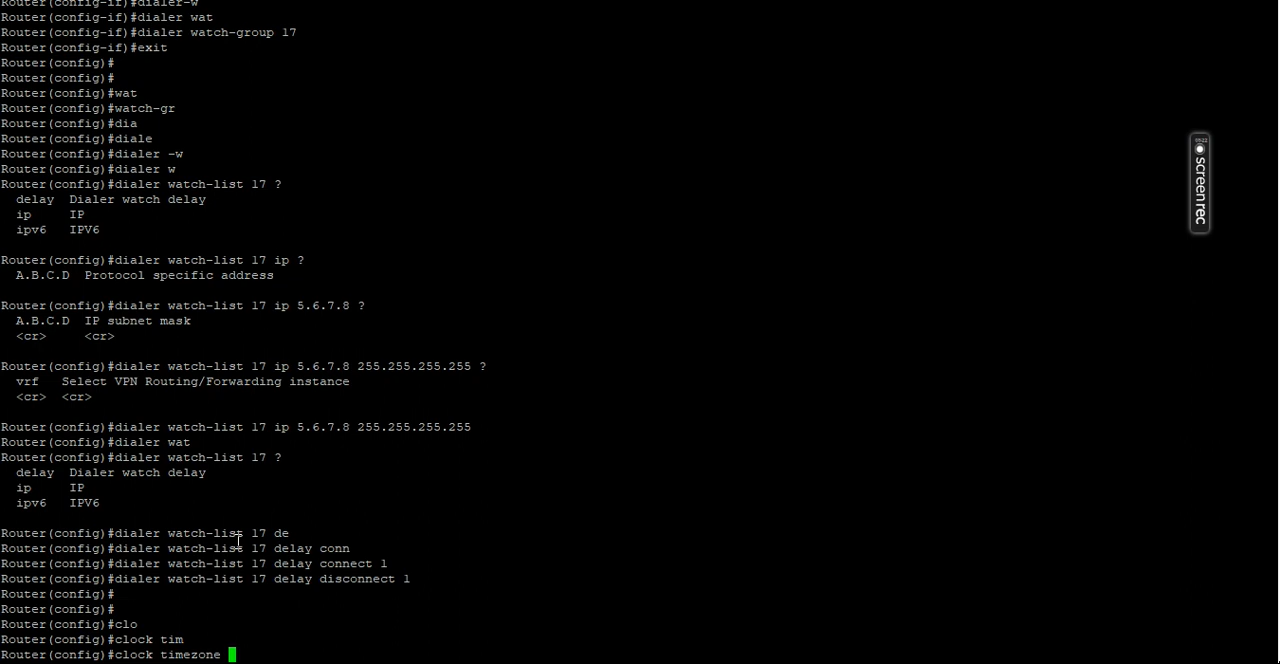 Router(config-if)#dialer-w
Router(config-if)#dialer wat
Router(config-if)#dialer watch-group 17
Router(config-if)#exit
Router(config)#
Router(config)#
Router(config)#wat
Router(config)#watch-gr
Router(config)#dia
Router(config)#diale
Router(config)#dialer -w
Router(config)#dialer w
Router(config)#dialer watch-list 17 ?
  delay  Dialer watch delay
  ip     IP
  ipv6   IPV6

Router(config)#dialer watch-list 17 ip ?
  A.B.C.D  Protocol specific address

Router(config)#dialer watch-list 17 ip 5.6.7.8 ?
  A.B.C.D  IP subnet mask
  <cr>     <cr>

Router(config)#dialer watch-list 17 ip 5.6.7.8 255.255.255.255 ?
  vrf   Select VPN Routing/Forwarding instance
  <cr>  <cr>

Router(config)#dialer watch-list 17 ip 5.6.7.8 255.255.255.255
Router(config)#dialer wat
Router(config)#dialer watch-list 17 ?
  delay  Dialer watch delay
  ip     IP
  ipv6   IPV6

Router(config)#dialer watch-list 17 de
Router(config)#dialer watch-list 17 delay conn
Router(config)#dialer watch-list 17 delay connect 1
Router(config)#dialer watch-list 17 delay disconnect 1
Router(config)#
Router(config)#
Router(config)#clo
Router(config)#clock tim
Router(config)#clock timezone
screenrec